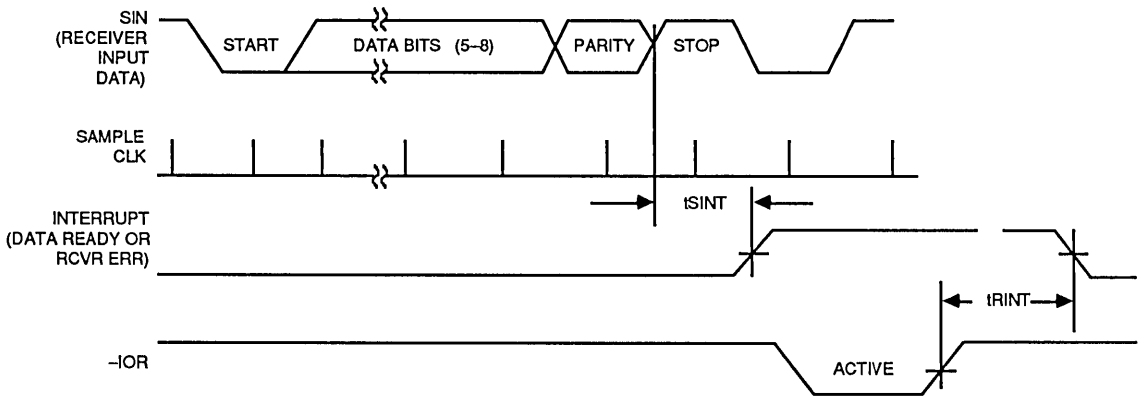 SIN
(RECEIVER
INPUT
DATA)
START
DATA BITS (5–8)
PARITY
STOP
SAMPLE
CLK
tSINT
INTERRUPT
(DATA READY OR
RCVR ERR)
tRINT
–IOR
ACTIVE